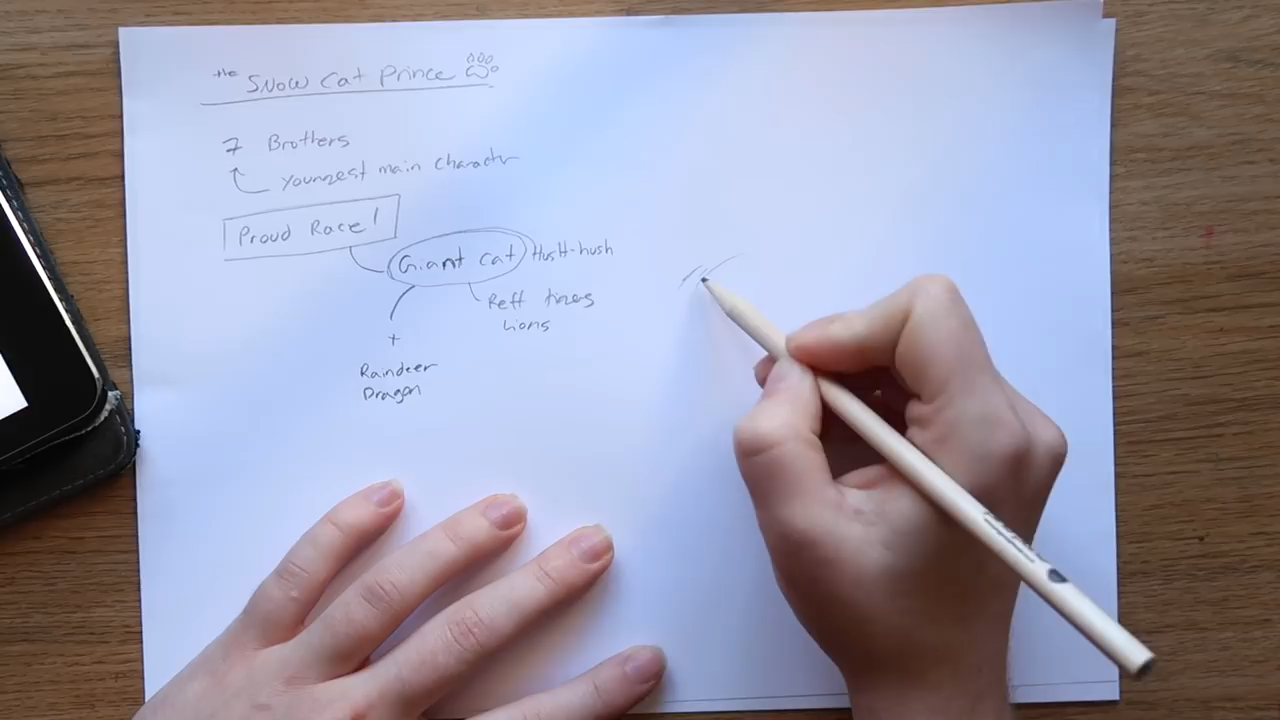 the Snow Cat Prince
7 Brothers
youngest main character
Proud Race!
Giant cat Hush-hush
Reff tigers
Lions
+
Raindeer
Dragon